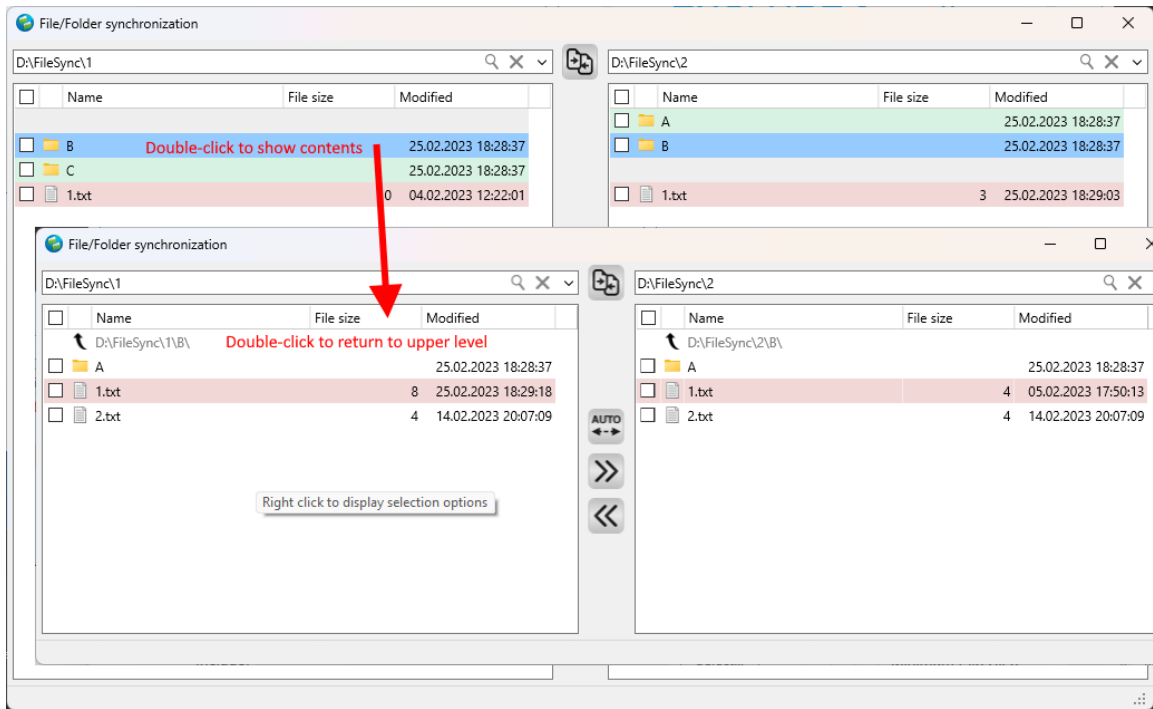 File/Folder synchronization
D:\FileSync\1
D:\FileSync\2
Name File size Modified
Name File size Modified
A 25.02.2023 18:28:37
B Double-click to show contents 25.02.2023 18:28:37
B 25.02.2023 18:28:37
C 25.02.2023 18:28:37
1.txt 0 04.02.2023 12:22:01
1.txt 3 25.02.2023 18:29:03
File/Folder synchronization
D:\FileSync\1
D:\FileSync\2
Name File size Modified
Name File size Modified
D:\FileSync\1\B\ Double-click to return to upper level
D:\FileSync\2\B\
A 25.02.2023 18:28:37
A 25.02.2023 18:28:37
1.txt 8 25.02.2023 18:29:18
1.txt 4 05.02.2023 17:50:13
2.txt 4 14.02.2023 20:07:09
2.txt 4 14.02.2023 20:07:09
AUTO
Right click to display selection options